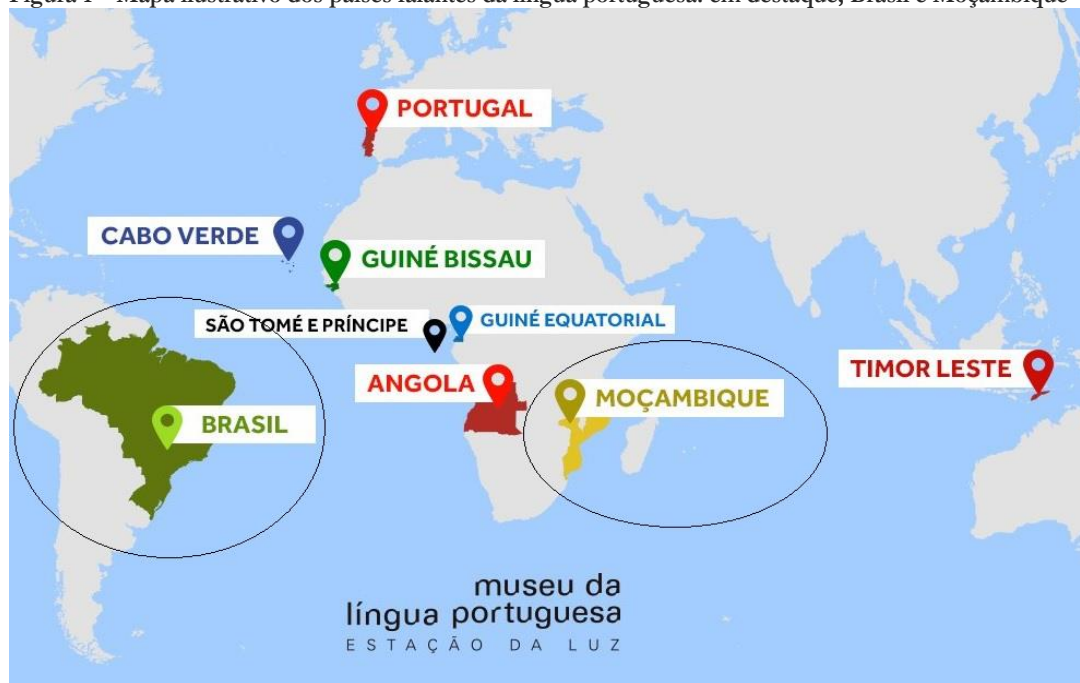 Figura 1 - Mapa ilustrativo dos países falantes da língua portuguesa: em destaque, Brasil e Moçambique
PORTUGAL
CABO VERDE
GUINÉ BISSAU
SÃO TOMÉ E PRÍNCIPE
GUINÉ EQUATORIAL
ANGOLA
MOÇAMBIQUE
TIMOR LESTE
BRASIL
museu da
língua portuguesa
ESTAÇÃO DA LUZ